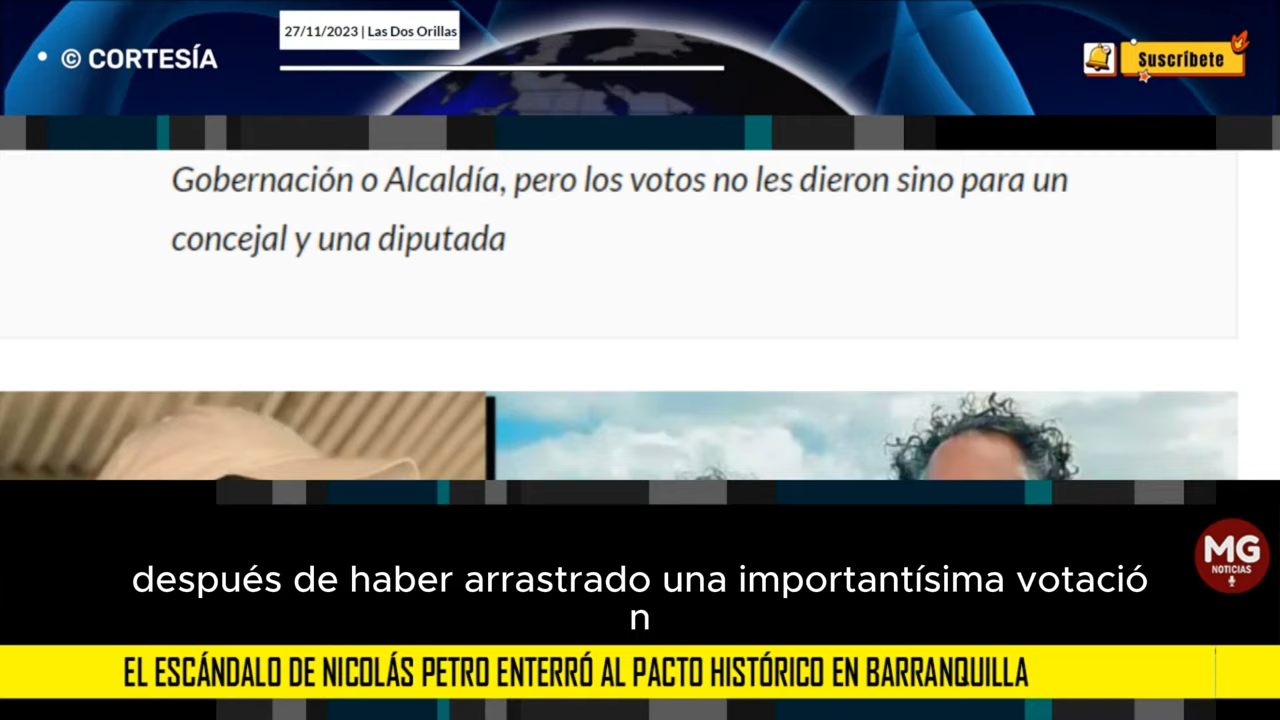 27/11/2023 | Las Dos Orillas
• © CORTESÍA
Suscríbete
Gobernación o Alcaldía, pero los votos no les dieron sino para un
concejal y una diputada
MG
NOTICIAS
después de haber arrastrado una importantísima votació
n
EL ESCÁNDALO DE NICOLÁS PETRO ENTERRÓ AL PACTO HISTÓRICO EN BARRANQUILLA